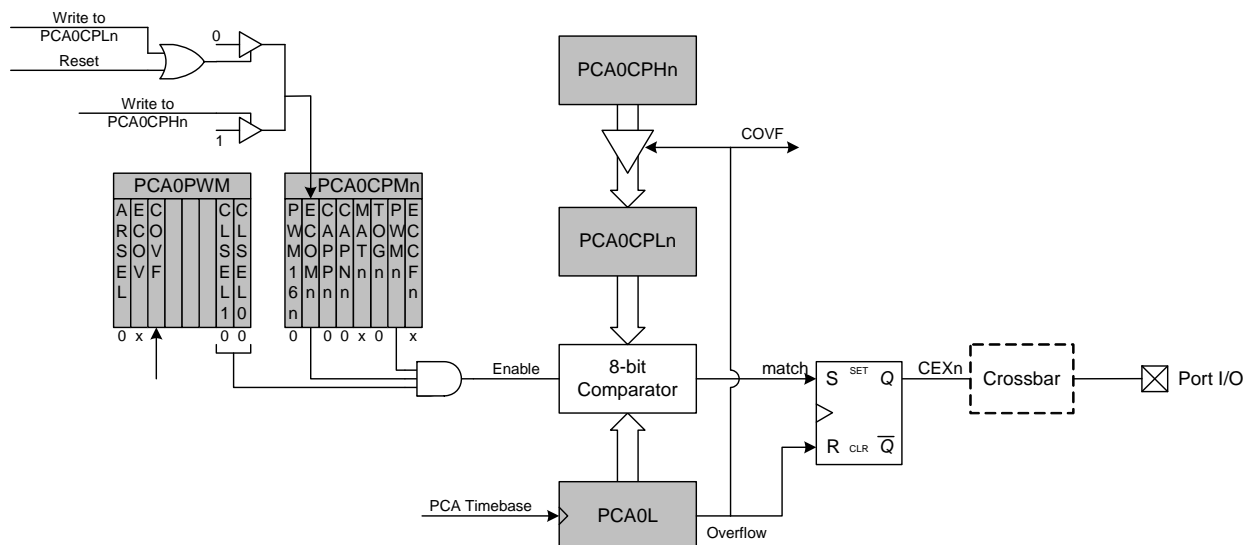 Write to
PCA0CPLn
Reset
0
Write to
PCA0CPHn
1
PCA0CPHn
COVF
PCA0PWM
ARSEL
ECOV
COVF
CLSEL1
CLSEL0
0 x 0 0
PCA0CPMn
PWM16n
ECOMn
CAPPn
CAPNn
MATn
TOGn
PWMn
ECCFn
0 0 0 x 0 x
PCA0CPLn
Enable
8-bit
Comparator
match
S SET Q
R CLR Q
CEXn
Crossbar
Port I/O
PCA Timebase
PCA0L
Overflow